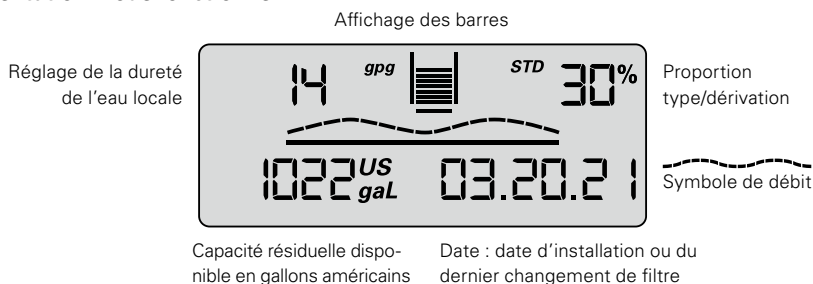 Affichage des barres
Réglage de la dureté
de l'eau locale
14 gpg STD 30%
Proportion
type/dérivation
1022 US gaL 03.20.21
Symbole de débit
Capacité résiduelle dispo-
nible en gallons américains
Date : date d'installation ou du
dernier changement de filtre